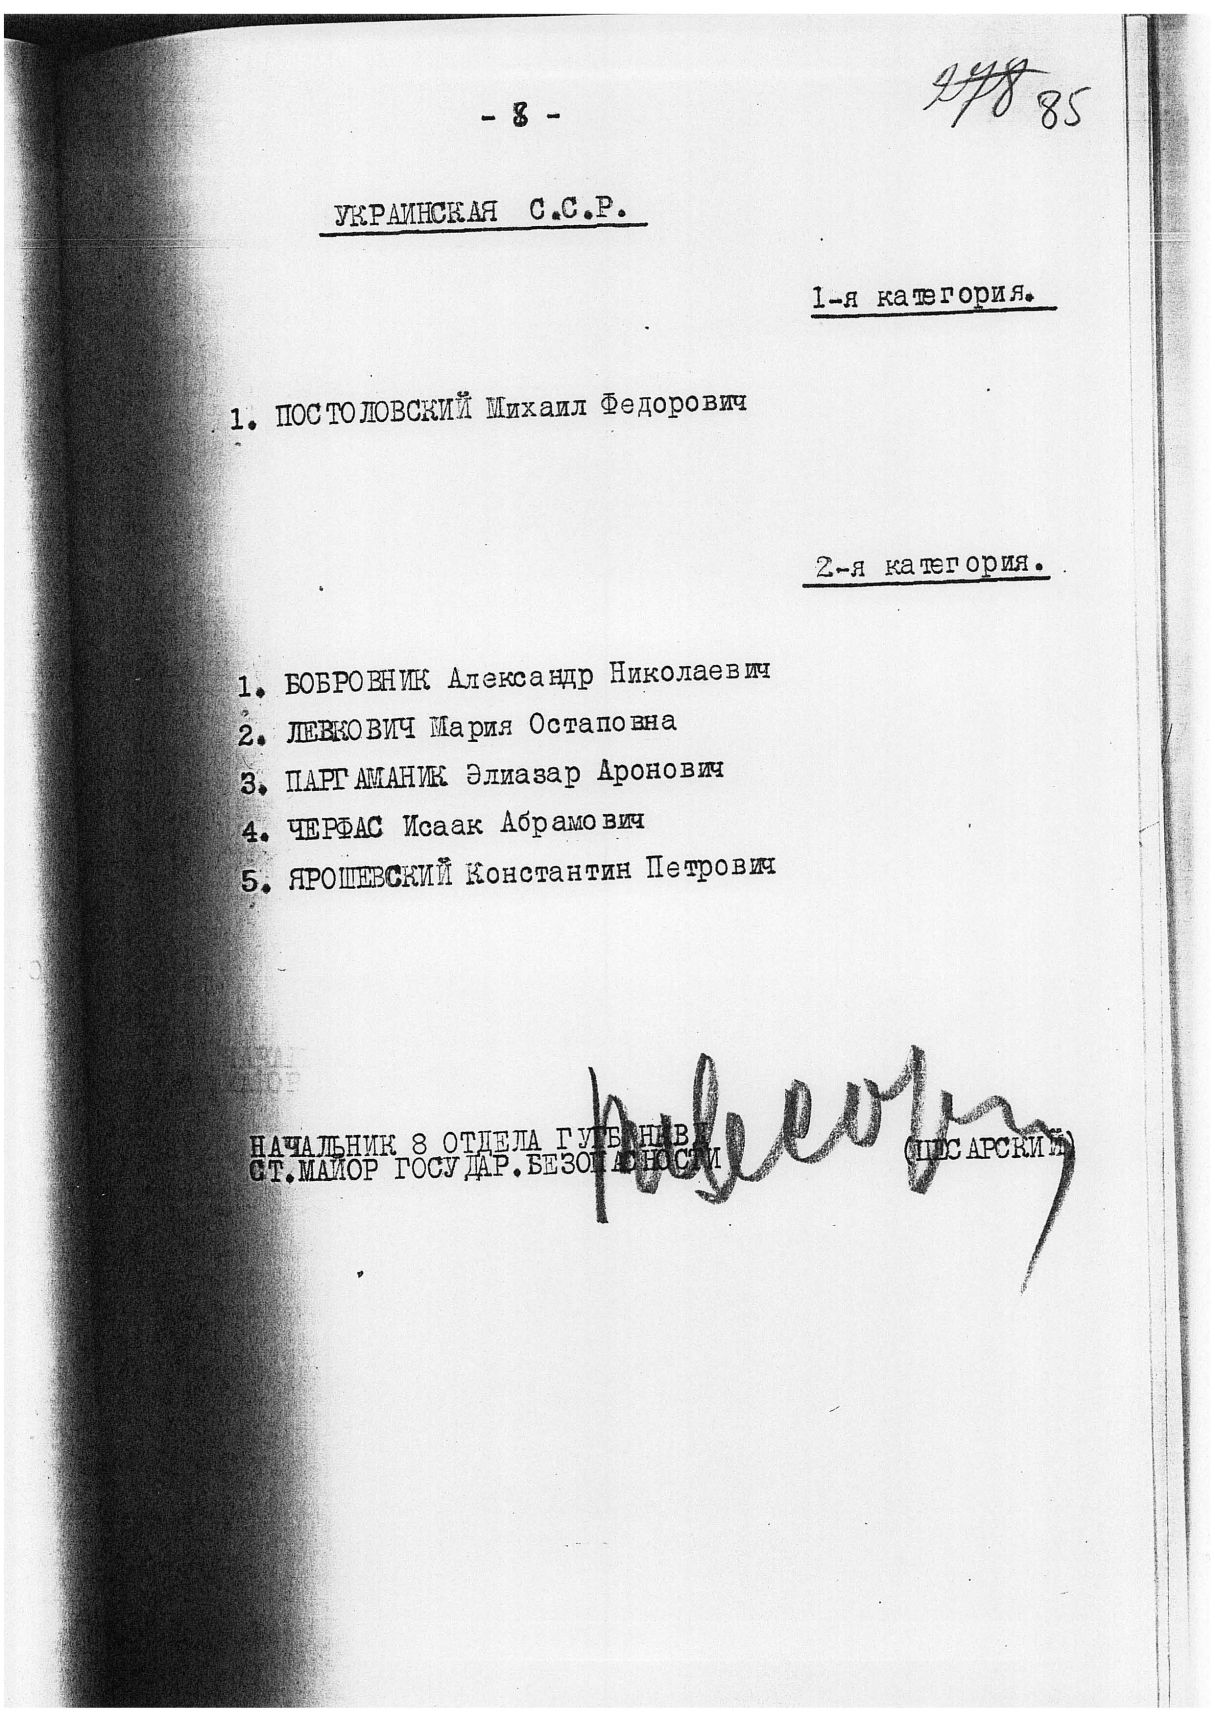 278 85
- 8 -
УКРАИНСКАЯ С.С.Р.
1-я категория.
1. ПОСТОЛОВСКИЙ Михаил Федорович
2-я категория.
1. БОБРОВНИК Александр Николаевич
2. ЛЕВКОВИЧ Мария Остаповна
3. ПАРГАМАНИК Элиазар Аронович
4. ЧЕРФАС Исаак Абрамович
5. ЯРОШЕВСКИЙ Константин Петрович
НАЧАЛЬНИК 8 ОТДЕЛА ГУГБ НКВД
СТ.МАЙОР ГОСУДАР.БЕЗОПАСНОСТИ (ЦЕСАРСКИЙ)